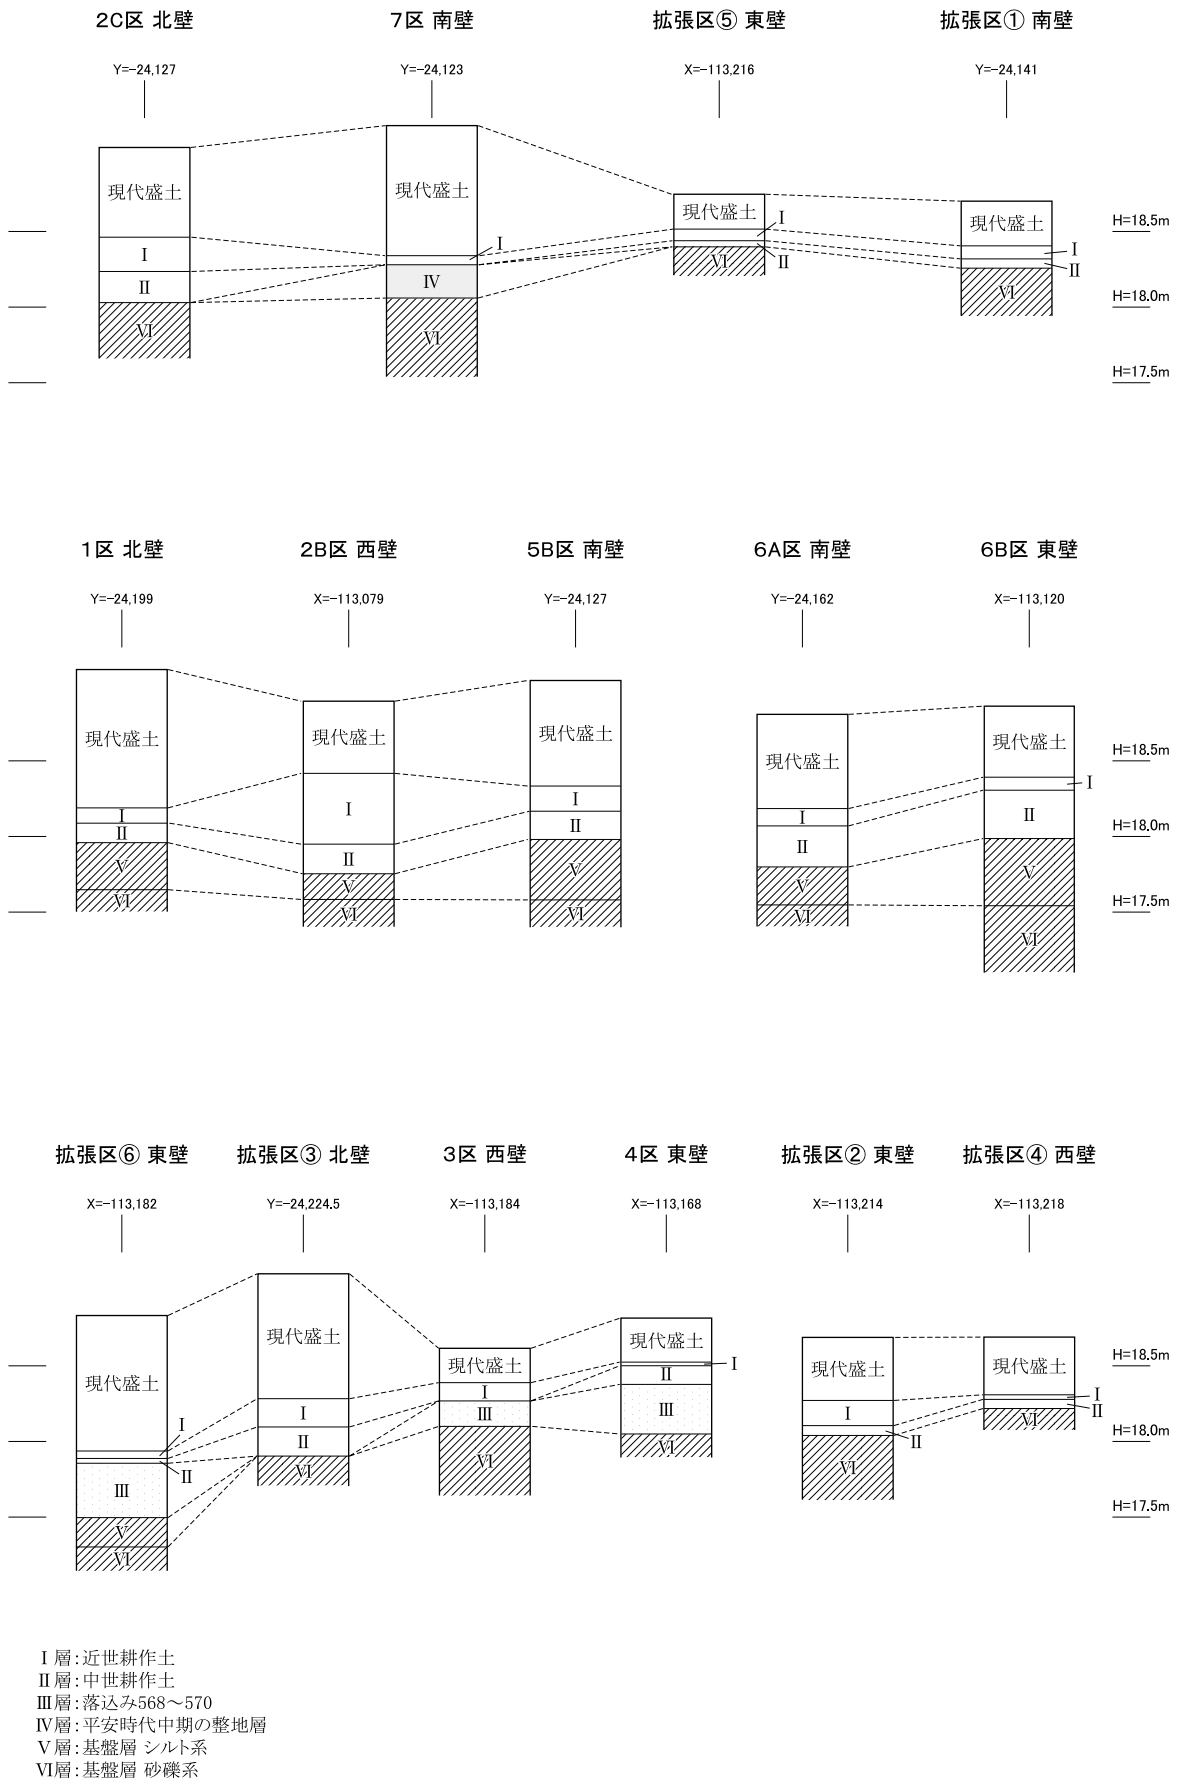 2C区 北壁 7区 南壁 拡張区⑤ 東壁 拡張区① 南壁
Y=-24,127 Y=-24,123 X=-113,216 Y=-24,141
現代盛土 現代盛土 現代盛土 現代盛土
H=18.5m
I I I I
II IV II II
VI VI VI VI
H=18.0m
H=17.5m
1区 北壁 2B区 西壁 5B区 南壁 6A区 南壁 6B区 東壁
Y=-24,199 X=-113,079 Y=-24,127 Y=-24,162 X=-113,120
現代盛土 現代盛土 現代盛土 現代盛土 現代盛土
H=18.5m
I I I I I
II II II II II
H=18.0m
V V V V V
VI VI VI VI VI
H=17.5m
拡張区⑥ 東壁 拡張区③ 北壁 3区 西壁 4区 東壁 拡張区② 東壁 拡張区④ 西壁
X=-113,182 Y=-24,224.5 X=-113,184 X=-113,168 X=-113,214 X=-113,218
現代盛土 現代盛土 現代盛土 現代盛土 現代盛土 現代盛土
H=18.5m
I I I I I I
II II III II II II
III VI VI III VI VI
H=18.0m
V VI
VI
H=17.5m
I層:近世耕作土
II層:中世耕作土
III層:落込み568〜570
IV層:平安時代中期の整地層
V層:基盤層 シルト系
VI層:基盤層 砂礫系